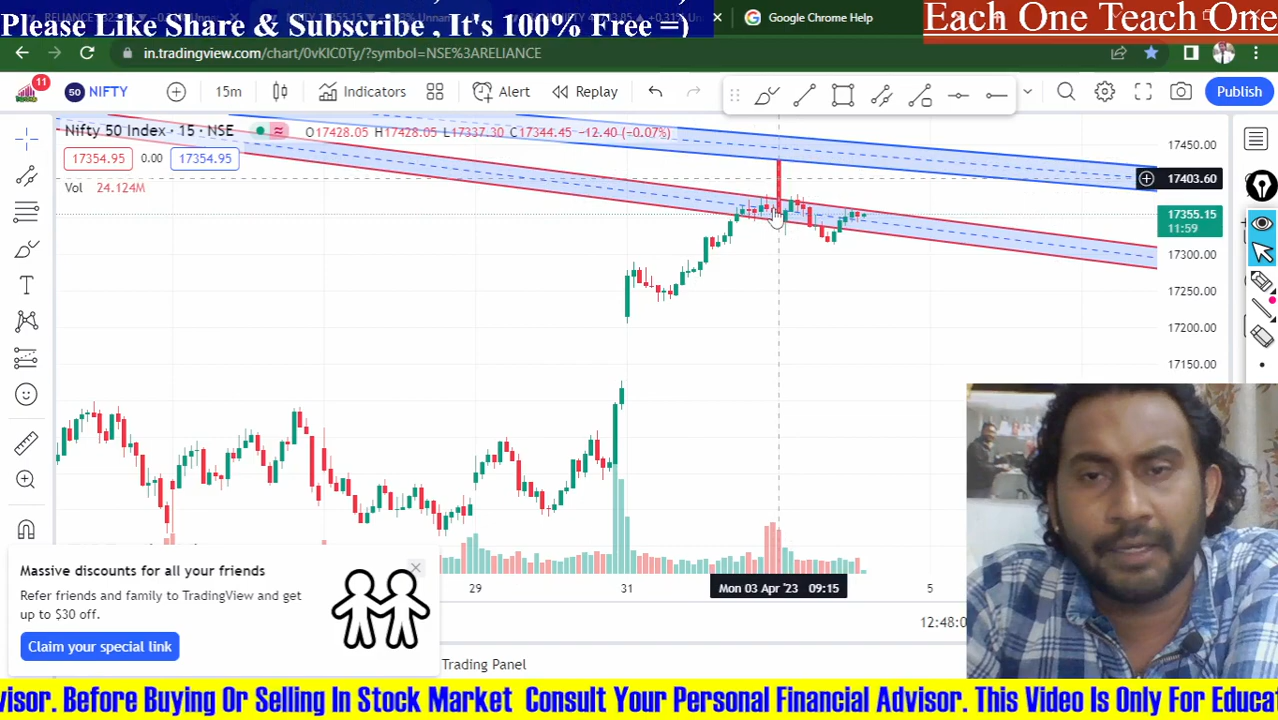 Please Like Share & Subscribe , It's 100% Free =)
Each One Teach One
Google Chrome Help
in.tradingview.com/chart/0vKlC0Ty/?symbol=NSE%3ARELIANCE
11
50 NIFTY
15m
Indicators
Alert
Replay
Publish
Nifty 50 Index · 15 · NSE
O17428.05 H17428.05 L17337.30 C17344.45 −12.40 (−0.07%)
17354.95 0.00 17354.95
Vol 24.124M
17450.00
17403.60
17355.15
11:59
17300.00
17250.00
17200.00
17150.00
Massive discounts for all your friends
Refer friends and family to TradingView and get
up to $30 off.
Claim your special link
29
31
Mon 03 Apr '23 09:15
5
12:48:0
Trading Panel
visor. Before Buying Or Selling In Stock Market Consult Your Personal Financial Advisor. This Video Is Only For Educa